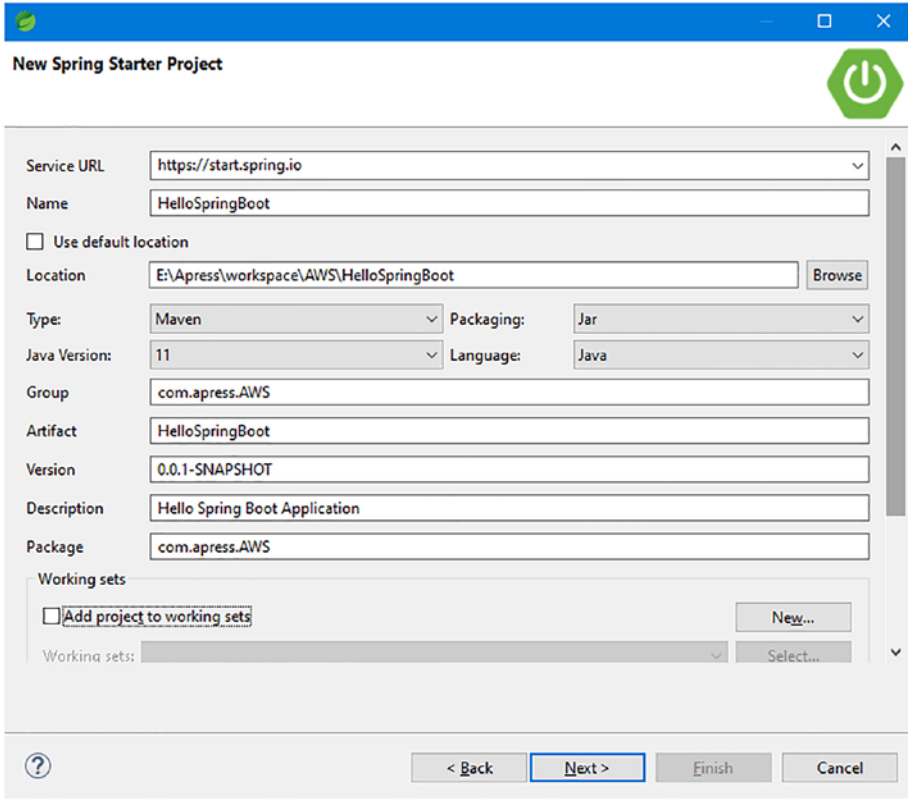 New Spring Starter Project
Service URL https://start.spring.io
Name HelloSpringBoot
Use default location
Location E:\Apress\workspace\AWS\HelloSpringBoot Browse
Type: Maven Packaging: Jar
Java Version: 11 Language: Java
Group com.apress.AWS
Artifact HelloSpringBoot
Version 0.0.1-SNAPSHOT
Description Hello Spring Boot Application
Package com.apress.AWS
Working sets
Add project to working sets New...
Working sets: Select...
? < Back Next > Finish Cancel